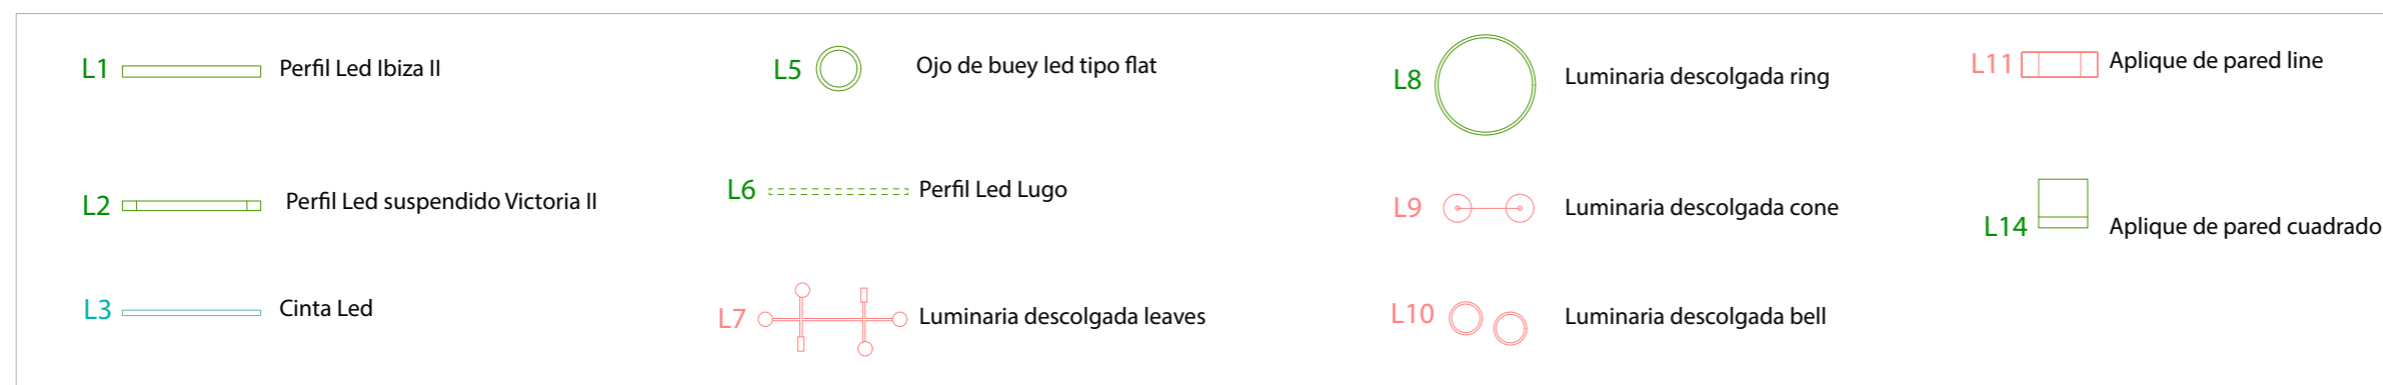 L1 Perfil Led Ibiza II
L2 Perfil Led suspendido Victoria II
L3 Cinta Led
L5 Ojo de buey led tipo flat
L6 Perfil Led Lugo
L7 Luminaria descolgada leaves
L8 Luminaria descolgada ring
L9 Luminaria descolgada cone
L10 Luminaria descolgada bell
L11 Aplique de pared line
L14 Aplique de pared cuadrado